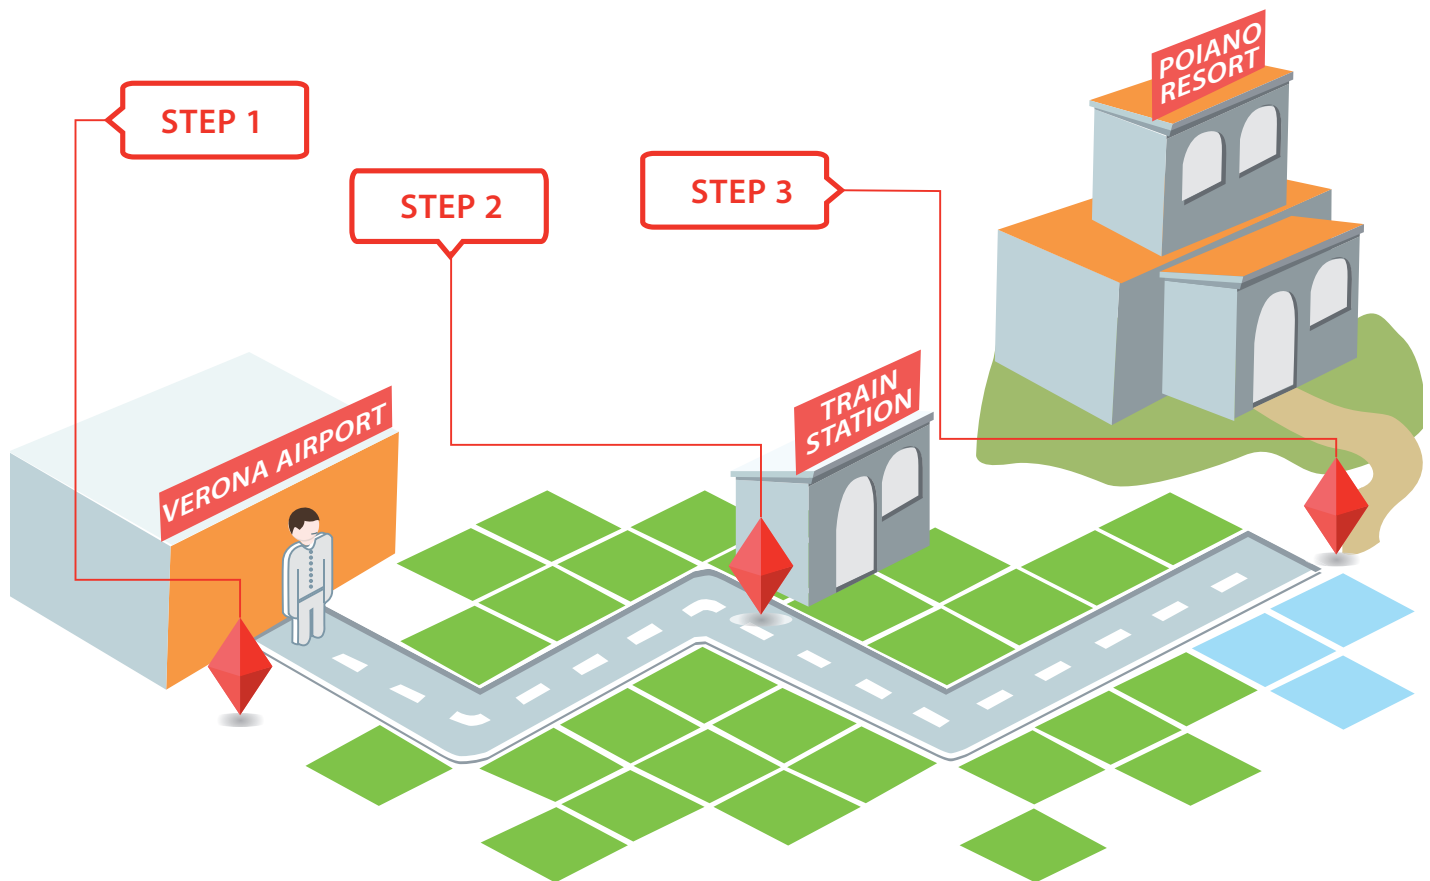 STEP 1
STEP 2
STEP 3
POIANO
RESORT
TRAIN
STATION
VERONA AIRPORT